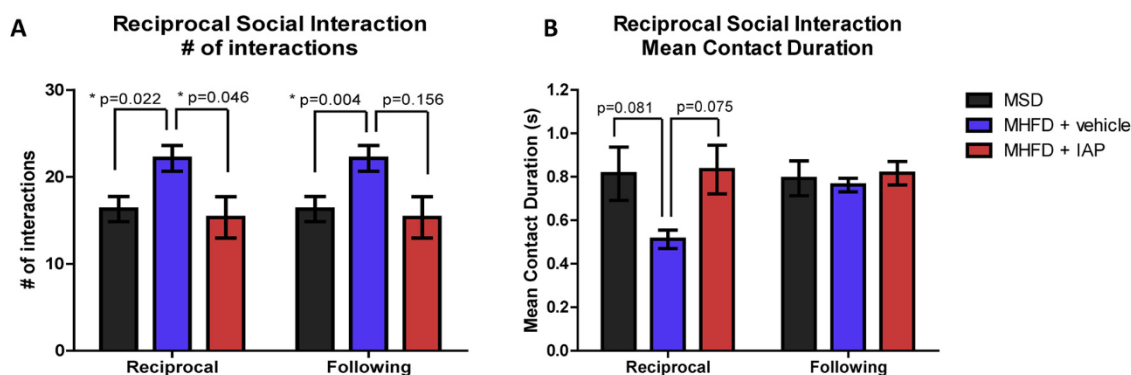 A
Reciprocal Social Interaction
# of interactions
# of interactions
30
20
10
0
* p=0.022
* p=0.046
* p=0.004
p=0.156
Reciprocal
Following
B
Reciprocal Social Interaction
Mean Contact Duration
Mean Contact Duration (s)
1.2
1.0
0.8
0.6
0.4
0.2
0.0
p=0.081
p=0.075
Reciprocal
Following
MSD
MHFD + vehicle
MHFD + IAP